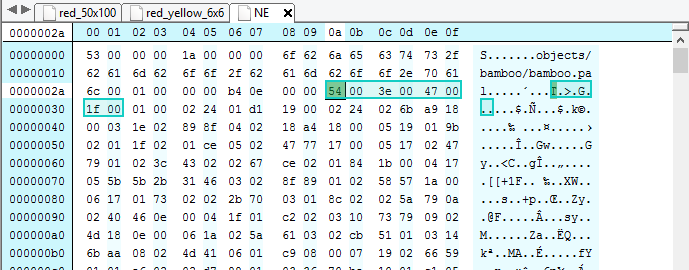 red_50x100 red_yellow_6x6 NE
0000002a 00 01 02 03 04 05 06 07 08 09 0a 0b 0c 0d 0e 0f
00000000 53 00 00 00 1a 00 00 00 6f 62 6a 65 63 74 73 2f S.......objects/
00000010 62 61 6d 62 6f 6f 2f 62 61 6d 62 6f 6f 2e 70 61 bamboo/bamboo.pa
0000002a 6c 00 01 00 00 00 b4 0e 00 00 54 00 3e 00 47 00 l.....´...T.>.G.
00000030 1f 00 01 00 02 24 01 d1 19 00 02 24 02 6b a9 18 .....$.Ñ...$.k©.
00000040 00 03 1e 02 89 8f 04 02 18 a4 18 00 05 19 01 9b ....‰ ...¤.....›
00000050 02 01 1f 02 01 ce 05 02 47 77 17 00 05 17 02 47 .....Î..Gw.....G
00000060 79 01 02 3c 43 02 02 67 ce 02 01 84 1b 00 04 17 y..<C..gÎ..„....
00000070 05 5b 5b 2b 31 46 03 02 8f 89 01 02 58 57 1a 00 .[[+1F.. ‰..XW..
00000080 06 17 01 73 02 02 2b 70 03 01 8c 02 02 5a 79 0a ...s..+p..Œ..Zy.
00000090 02 40 46 0e 00 04 1f 01 c2 02 03 10 73 79 09 02 .@F.....Â...sy..
000000a0 4d 18 0e 00 06 1a 02 5a 61 03 02 cb 51 01 03 14 M......Za..ËQ...
000000b0 6b aa 08 02 4d 41 06 01 c9 08 00 07 19 02 66 59 kª..MA..É.....fY